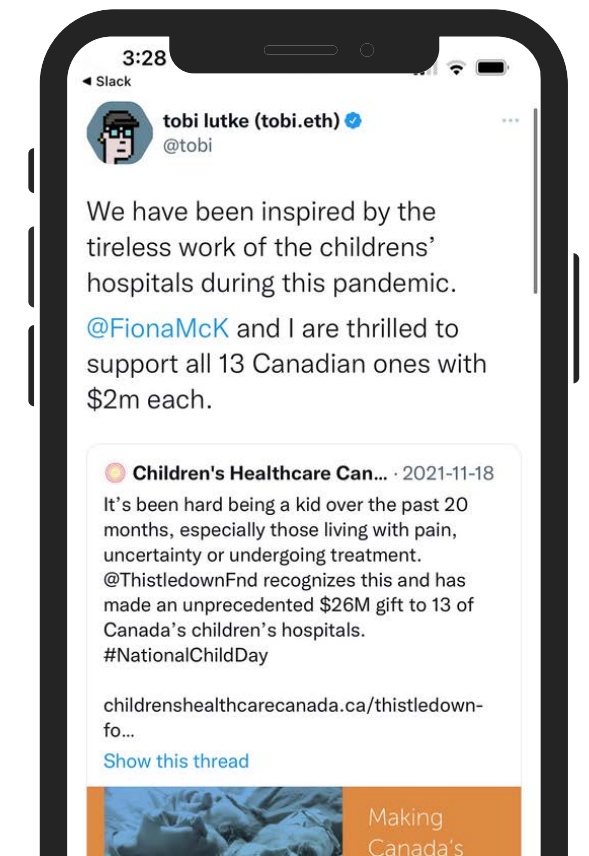 3:28
◀ Slack
tobi lutke (tobi.eth)
@tobi
We have been inspired by the
tireless work of the childrens’
hospitals during this pandemic.
@FionaMcK and I are thrilled to
support all 13 Canadian ones with
$2m each.
Children's Healthcare Can... · 2021-11-18
It’s been hard being a kid over the past 20
months, especially those living with pain,
uncertainty or undergoing treatment.
@ThistledownFnd recognizes this and has
made an unprecedented $26M gift to 13 of
Canada’s children’s hospitals.
#NationalChildDay
childrenshealthcarecanada.ca/thistledown-
fo...
Show this thread
Making
Canada’s